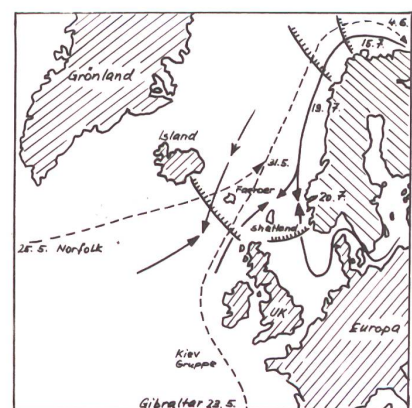 4.6.
15.7.
Grönland
19.7.
Island
31.5.
Faeroer
20.7.
Shetland
25.5. Norfolk
UK
Europa
Kiev
Gruppe
Gibraltar 23.5.